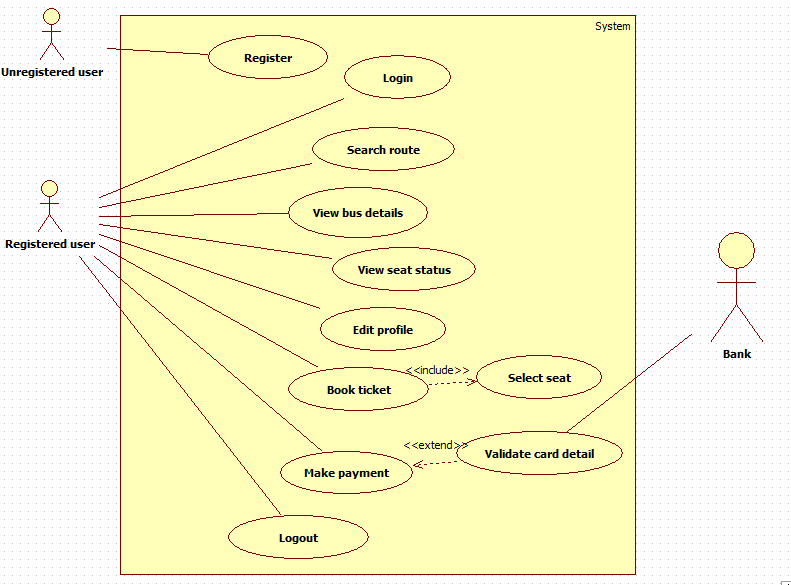 System
Unregistered user
Register
Login
Search route
View bus details
Registered user
View seat status
Edit profile
Bank
<<include>>
Select seat
Book ticket
<<extend>>
Validate card detail
Make payment
Logout